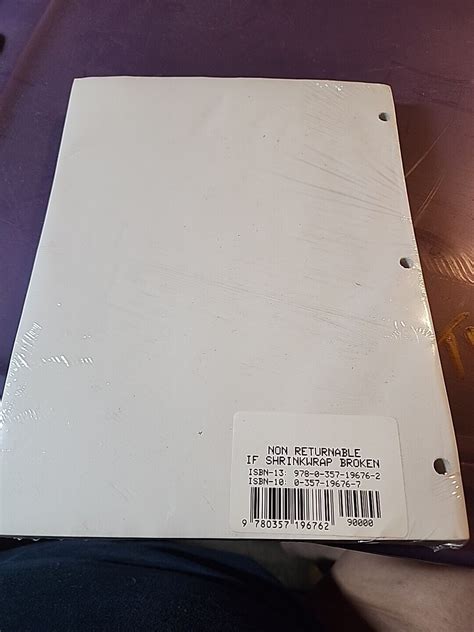 NON RETURNABLE
IF SHRINKWRAP BROKEN
ISBN-13: 978-0-357-19676-2
ISBN-10: 0-357-19676-7
9 780357 196762 90000